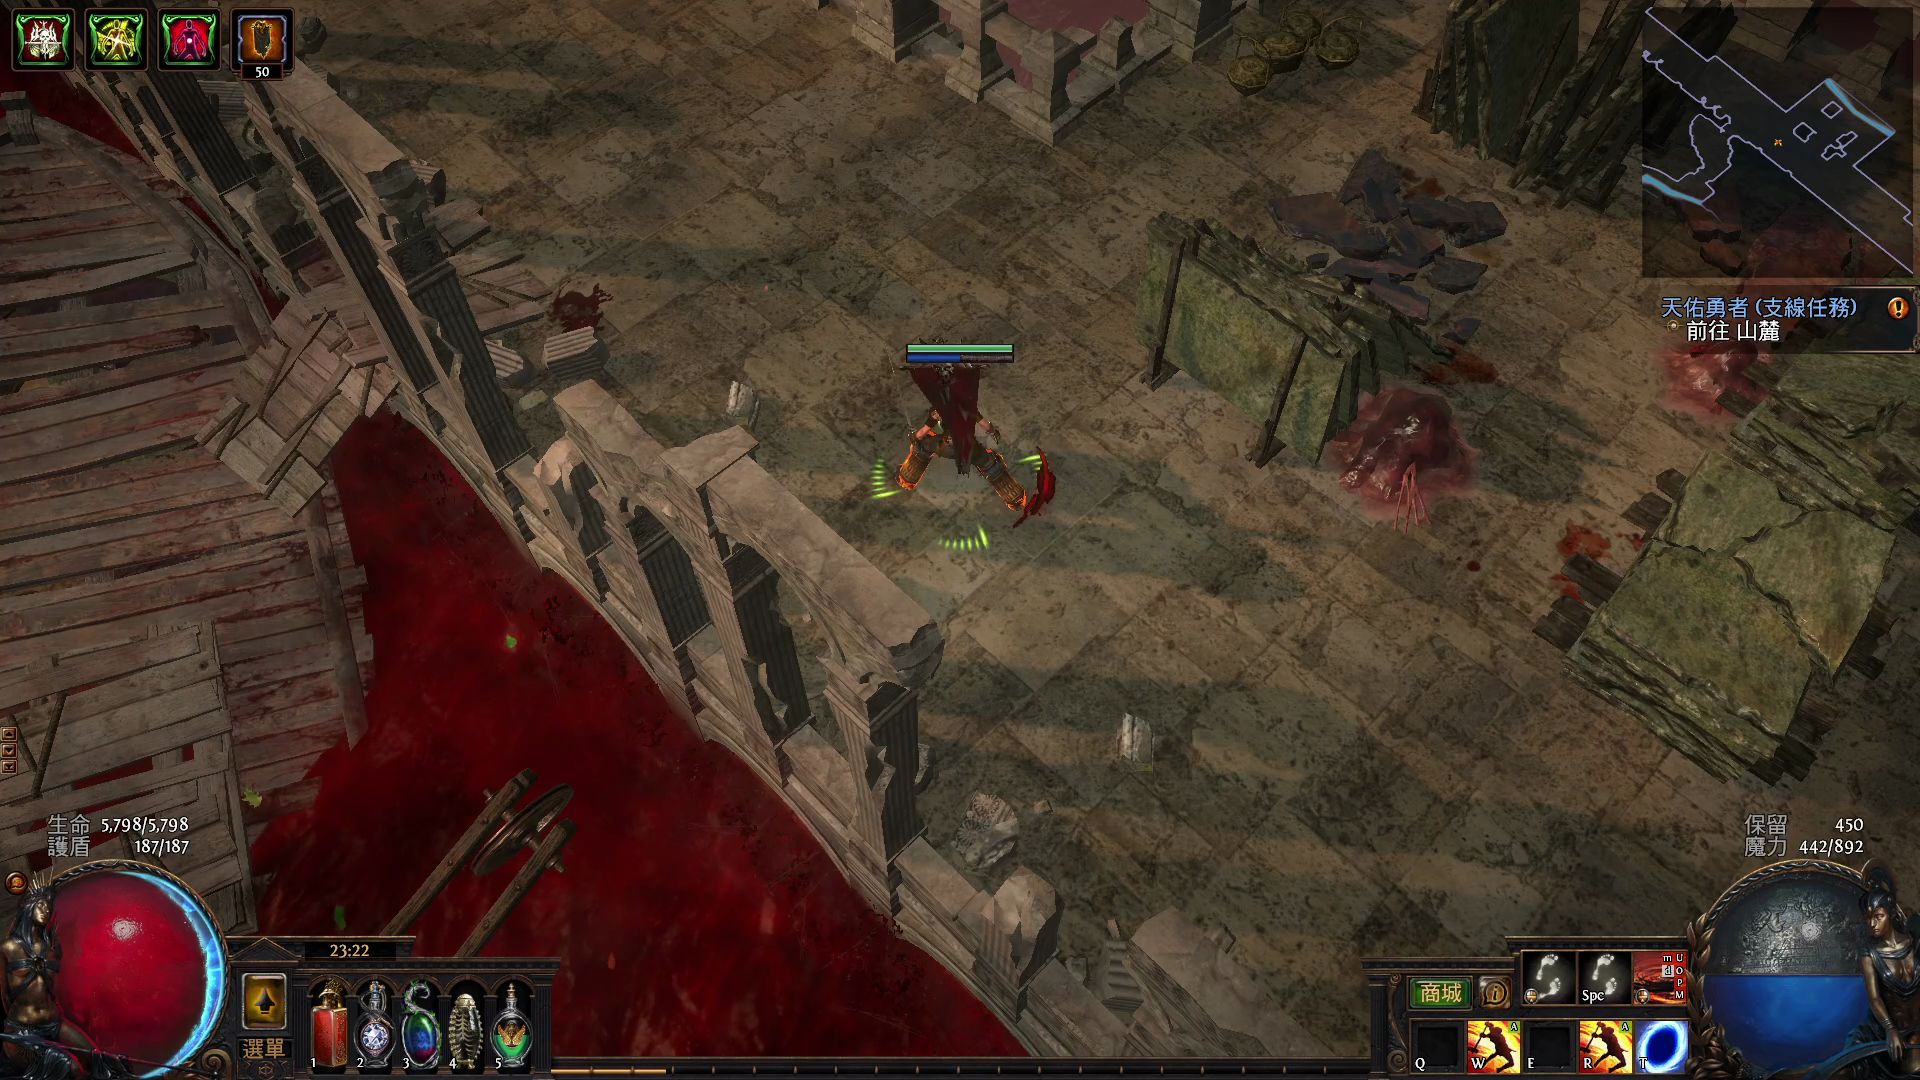 50
天佑勇者 (支線任務)
前往 山麓
生命 5,798/5,798
護盾 187/187
保留 450
魔力 442/892
23:22
選單
1
2
3
4
5
商城
Spc
m U
d O
P
M
Q
W
A
E
R
A
T